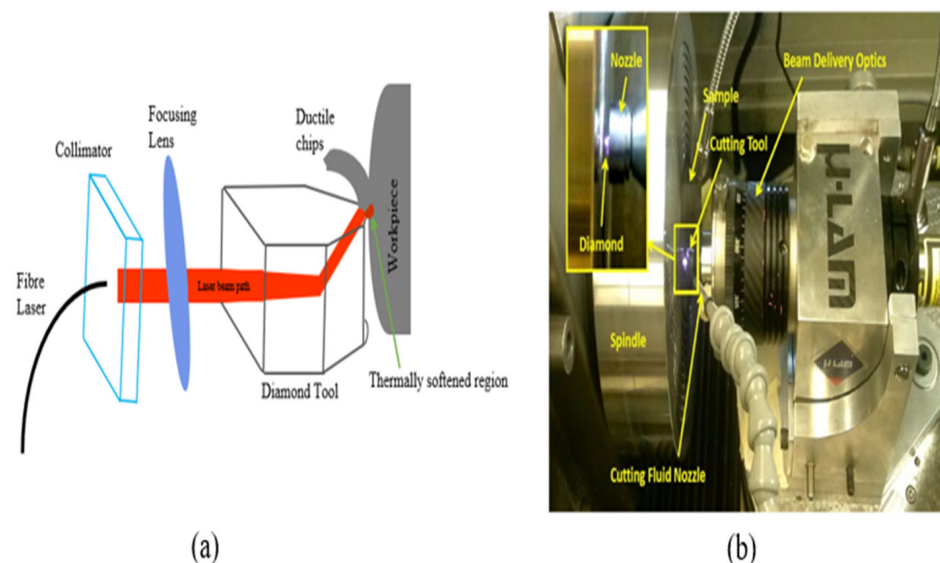 Collimator
Focusing
Lens
Ductile
chips
Workpiece
Fibre
Laser
Laser beam path
Diamond Tool
Thermally softened region
(a)
Nozzle
Beam Delivery Optics
Sample
Cutting Tool
Diamond
Spindle
Cutting Fluid Nozzle
μ-LAM
μ-LAM
(b)